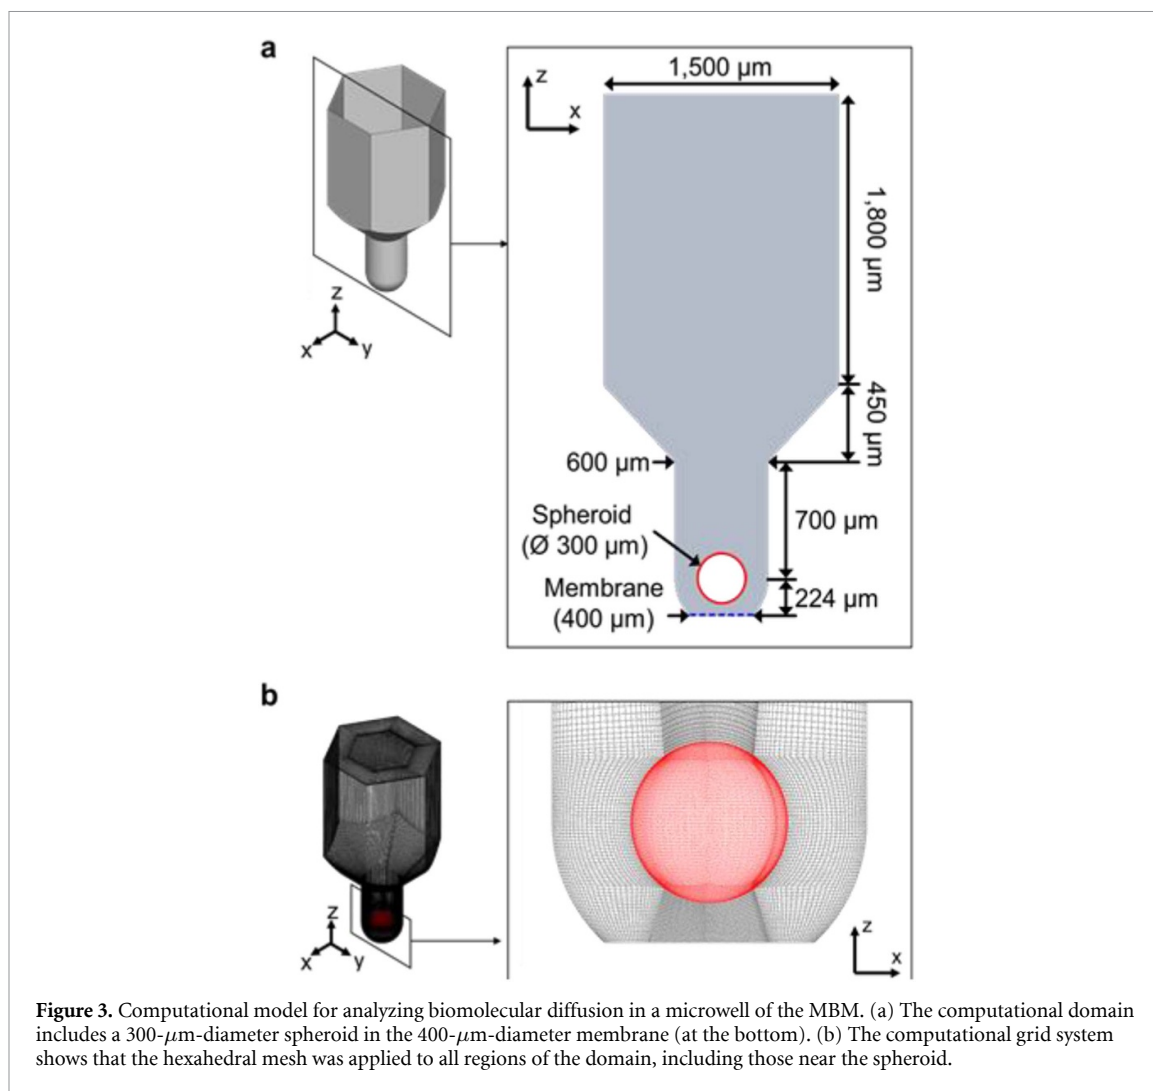 a
1,500 µm
z
x
1,800 µm
450 µm
600 µm
700 µm
Spheroid
(Ø 300 µm)
Membrane
(400 µm)
224 µm
z
x
y
b
z
x
y
z
x
Figure 3. Computational model for analyzing biomolecular diffusion in a microwell of the MBM. (a) The computational domain
includes a 300-µm-diameter spheroid in the 400-µm-diameter membrane (at the bottom). (b) The computational grid system
shows that the hexahedral mesh was applied to all regions of the domain, including those near the spheroid.